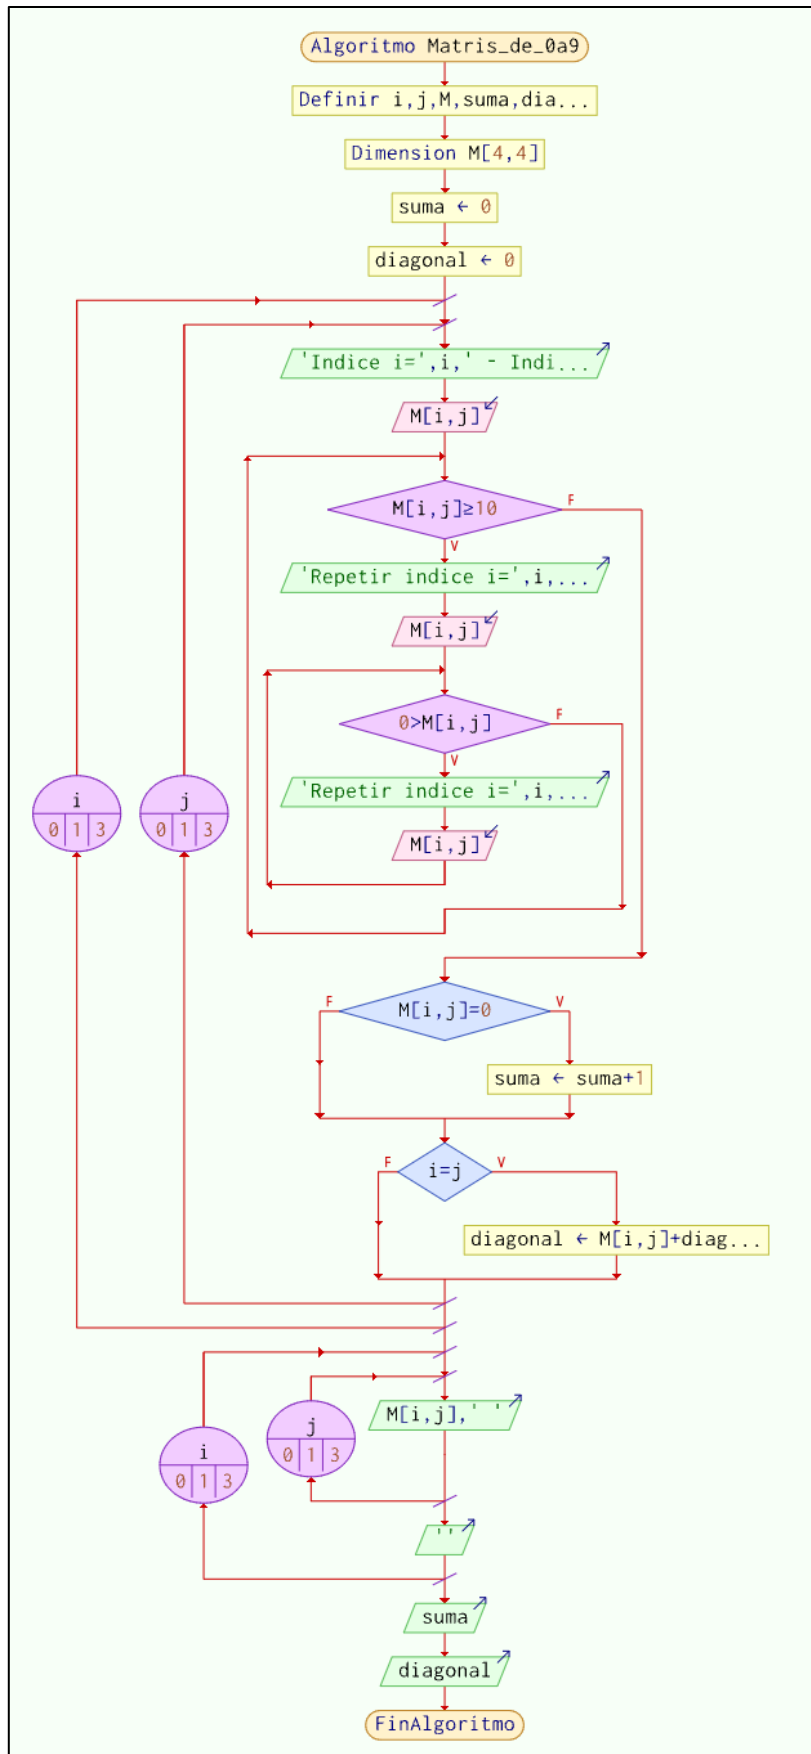 Algoritmo Matris_de_0a9
Definir i,j,M,suma,dia...
Dimension M[4,4]
suma ← 0
diagonal ← 0
'Indice i=',i,' - Indi...
M[i,j]
M[i,j]≥10
F
V
'Repetir indice i=',i,...
M[i,j]
0>M[i,j]
F
V
'Repetir indice i=',i,...
i
0 1 3
j
0 1 3
M[i,j]
F
M[i,j]=0
V
suma ← suma+1
F
i=j
V
diagonal ← M[i,j]+diag...
M[i,j],' '
j
0 1 3
i
0 1 3
''
suma
diagonal
FinAlgoritmo